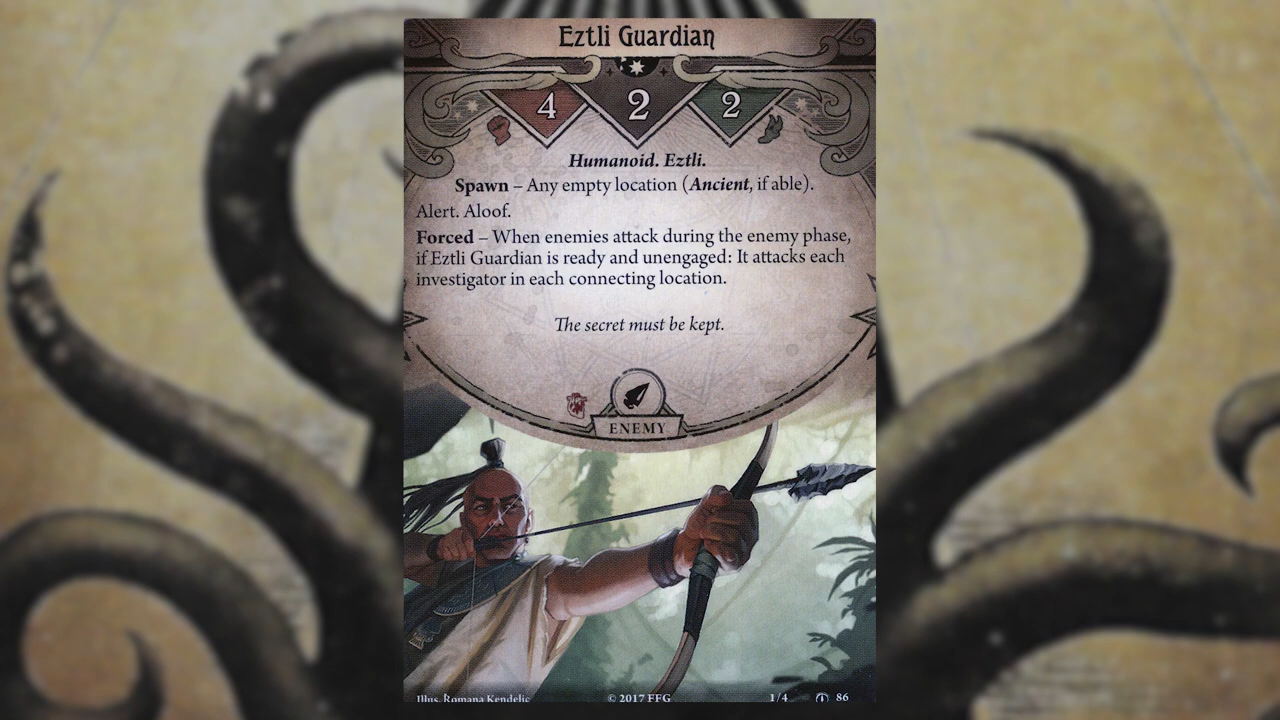 Eztli Guardian
4 2 2
Humanoid. Eztli.
Spawn – Any empty location (Ancient, if able).
Alert. Aloof.
Forced – When enemies attack during the enemy phase,
if Eztli Guardian is ready and unengaged: It attacks each
investigator in each connecting location.
The secret must be kept.
ENEMY
Illus. Romana Kendelic
© 2017 FFG
1/4
86